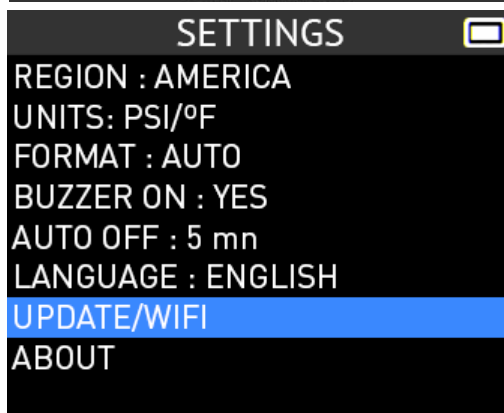 SETTINGS
REGION : AMERICA
UNITS: PSI/ºF
FORMAT : AUTO
BUZZER ON : YES
AUTO OFF : 5 mn
LANGUAGE : ENGLISH
UPDATE/WIFI
ABOUT